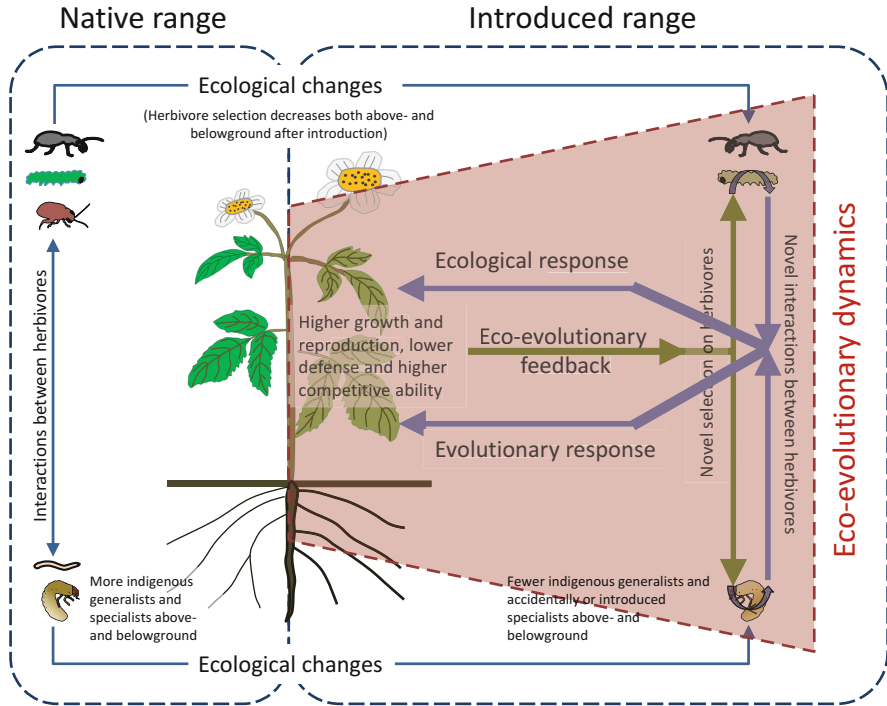 Native range
Introduced range
Ecological changes
(Herbivore selection decreases both above- and
belowground after introduction)
Interactions between herbivores
Ecological response
Higher growth and
reproduction, lower
defense and higher
competitive ability
Eco-evolutionary
feedback
Evolutionary response
Novel selection on herbivores
Novel interactions between herbivores
Eco-evolutionary dynamics
More indigenous
generalists and
specialists above-
and belowground
Fewer indigenous generalists and
accidentally or introduced
specialists above- and
belowground
Ecological changes